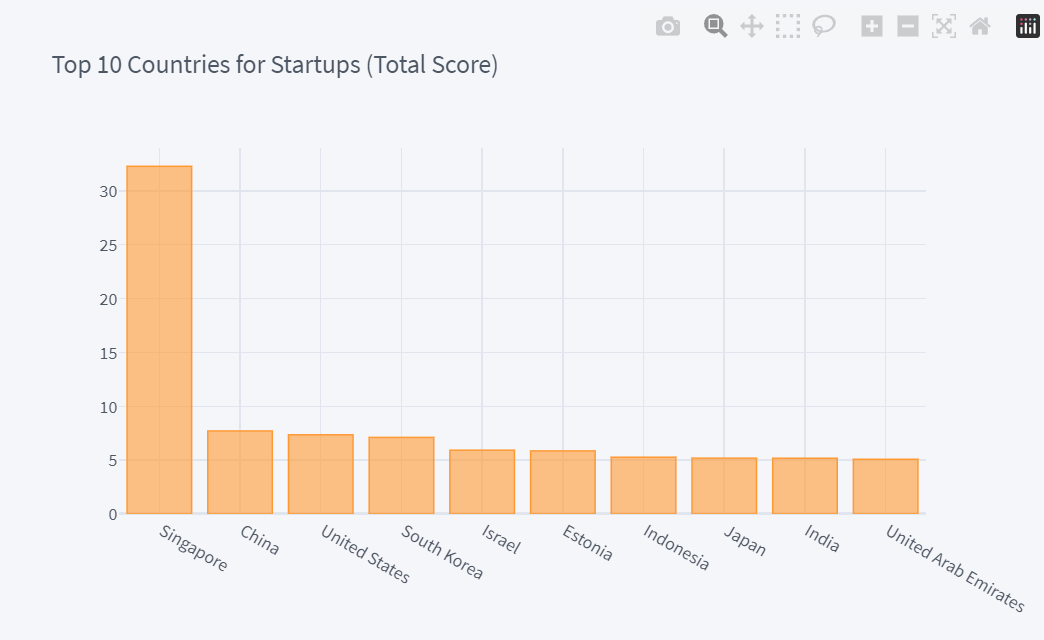 Top 10 Countries for Startups (Total Score)
30
25
20
15
10
5
0
Singapore
China
United States
South Korea
Israel
Estonia
Indonesia
Japan
India
United Arab Emirates